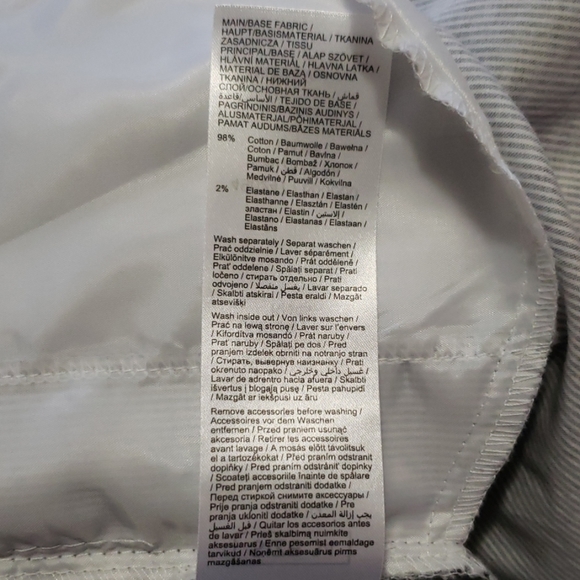 MAIN/BASE FABRIC /
HAUPT/BASISMATERIAL / TKANINA
ZASADNICZA / TISSU
PRINCIPAL/BASE / ALAP SZÖVET /
HLAVNÍ MATERIÁL / HLAVNA LATKA /
MATERIAL DE BAZĂ / OSNOVNA
TKANINA / НИЖНИЙ
СЛОЙ/ОСНОВНАЯ ТКАНЬ / قماش
الأساسي/قاعدة / TEJIDO DE BASE /
PAGRINDINIS/BAZINIS AUDINYS /
ALUSMATERJAL/PÕHIMATERJAL /
PAMAT AUDUMS/BĀZES MATERIĀLS
98% Cotton / Baumwolle / Bawełna /
Coton / Pamut / Bavlna /
Bumbac / Bombaž / Хлопок /
Pamuk / قطن / Algodón /
Medvilnė / Puuvill / Kokvilna
2% Elastane / Elasthan / Elastan /
Elasthanne / Elasztán / Elastén /
эластан / Elastin / الاستين /
Elastano / Elastanas / Elastaan /
Elastāns
Wash separately / Separat waschen /
Prać oddzielnie / Laver séparément /
Elkülönítve mosandó / Prát odděleně /
Prať oddelene / Spălați separat / Prati
ločeno / стирать отдельно / Prati
odvojeno / يغسل منفصلا / Lavar separado
/ Skalbti atskirai / Pesta eraldi / Mazgāt
atsevišķi
Wash inside out / Von links waschen /
Prać na lewą stronę / Laver sur l'envers
/ Kifordítva mosandó / Prát naruby /
Prať naruby / Spălați pe dos / Pred
pranjem izdelek obrniti na notranjo stran
/ Стирать, вывернув наизнанку / Prati
okrenuto naopako / غسيل داخلي وخارجي /
Lavar de adrentro hacia afuera / Skalbti
išvertus į blogąją pusę / Pesta pahupidi
/ Mazgāt ar iekšpusi uz āru
Remove accessories before washing /
Accessoires vor dem Waschen
entfernen / Przed praniem usunąć
akcesoria / Retirer les accessoires
avant lavage / A mosás előtt távolítsuk
el a tartozékokat / Před praním odstranit
doplňky / Pred praním odstrániť doplnky
/ Scoateți accesoriile înainte de spălare
/ Pred pranjem odstraniti dodatke /
Перед стиркой снимите аксессуары /
Prije pranja odstraniti dodatke / Pre
pranja ukloniti dodatke / يجب إزالة المعدن
قبل الغسيل / Quitar los accesorios antes
de lavar / Prieš skalbimą nuimkite
aksesuarus / Enne pesemist eemaldage
tarvikud / Noņemt aksesuārus pirms
mazgāšanas